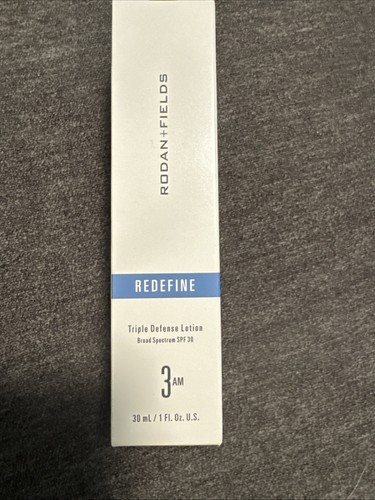 RODAN+FIELDS
REDEFINE
Triple Defense Lotion
Broad Spectrum SPF 30
3 AM
30 mL / 1 Fl. Oz. U.S.